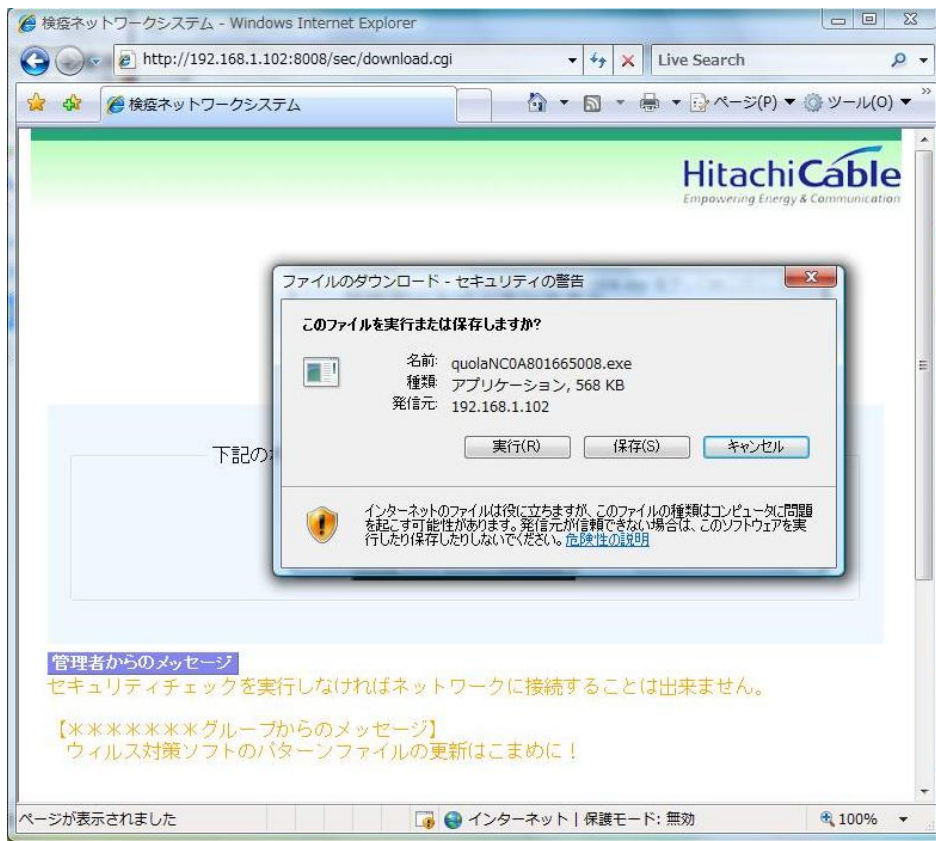 検疫ネットワークシステム - Windows Internet Explorer
http://192.168.1.102:8008/sec/download.cgi
Live Search
検疫ネットワークシステム
ページ(P)
ツール(O)
HitachiCable
Empowering Energy & Communication
ファイルのダウンロード - セキュリティの警告
このファイルを実行または保存しますか?
名前: quolaNC0A801665008.exe
種類: アプリケーション, 568 KB
発信元: 192.168.1.102
実行(R) 保存(S) キャンセル
下記の
インターネットのファイルは役に立ちますが、このファイルの種類はコンピュータに問題
を起こす可能性があります。発信元が信頼できない場合は、このソフトウェアを実
行したり保存したりしないでください。危険性の説明
管理者からのメッセージ
セキュリティチェックを実行しなければネットワークに接続することは出来ません。
【*******グループからのメッセージ】
ウィルス対策ソフトのパターンファイルの更新はこまめに!
ページが表示されました
インターネット | 保護モード: 無効
100%